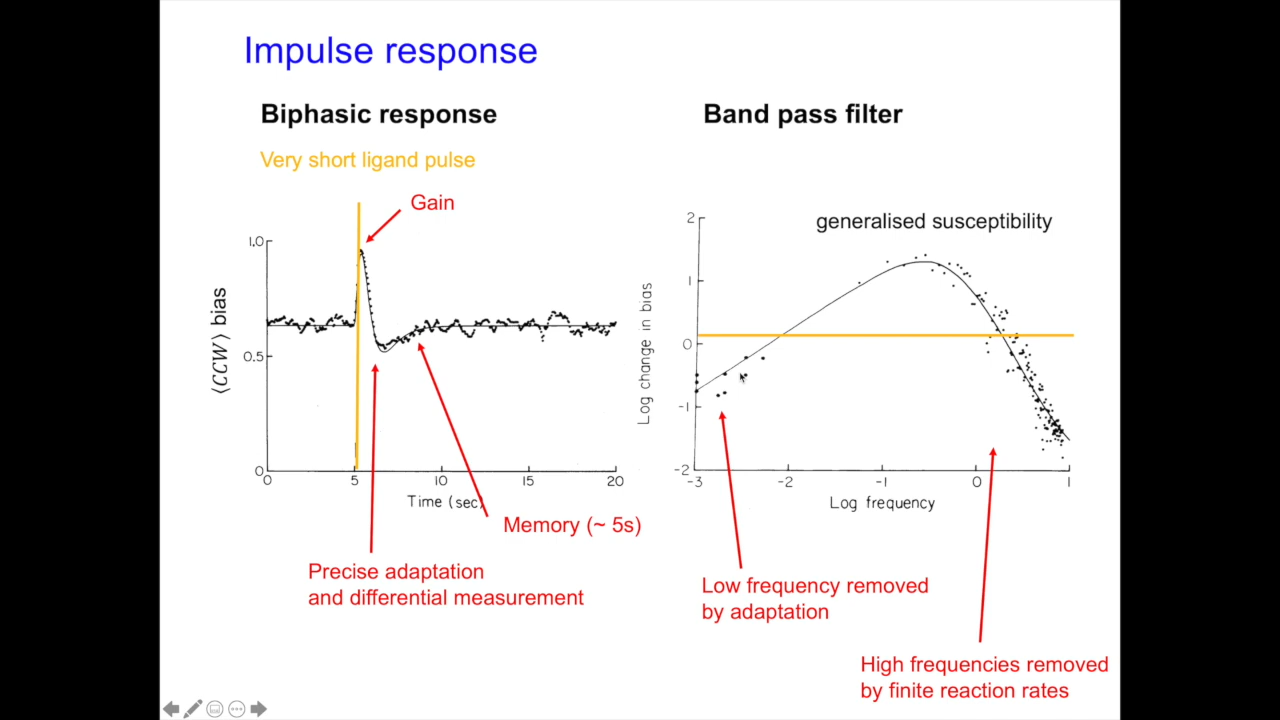 Impulse response
Biphasic response
Very short ligand pulse
Gain
1.0
0.5
0
⟨CCW⟩ bias
0
5
10
15
20
Time (sec)
Memory (~ 5s)
Precise adaptation
and differential measurement
Band pass filter
generalised susceptibility
2
1
0
-1
-2
Log change in bias
-3
-2
-1
0
1
Log frequency
Low frequency removed
by adaptation
High frequencies removed
by finite reaction rates